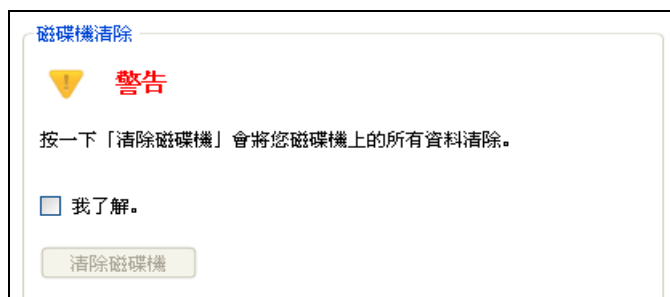 磁碟機清除
警告
按一下「清除磁碟機」會將您磁碟機上的所有資料清除。
我了解。
清除磁碟機